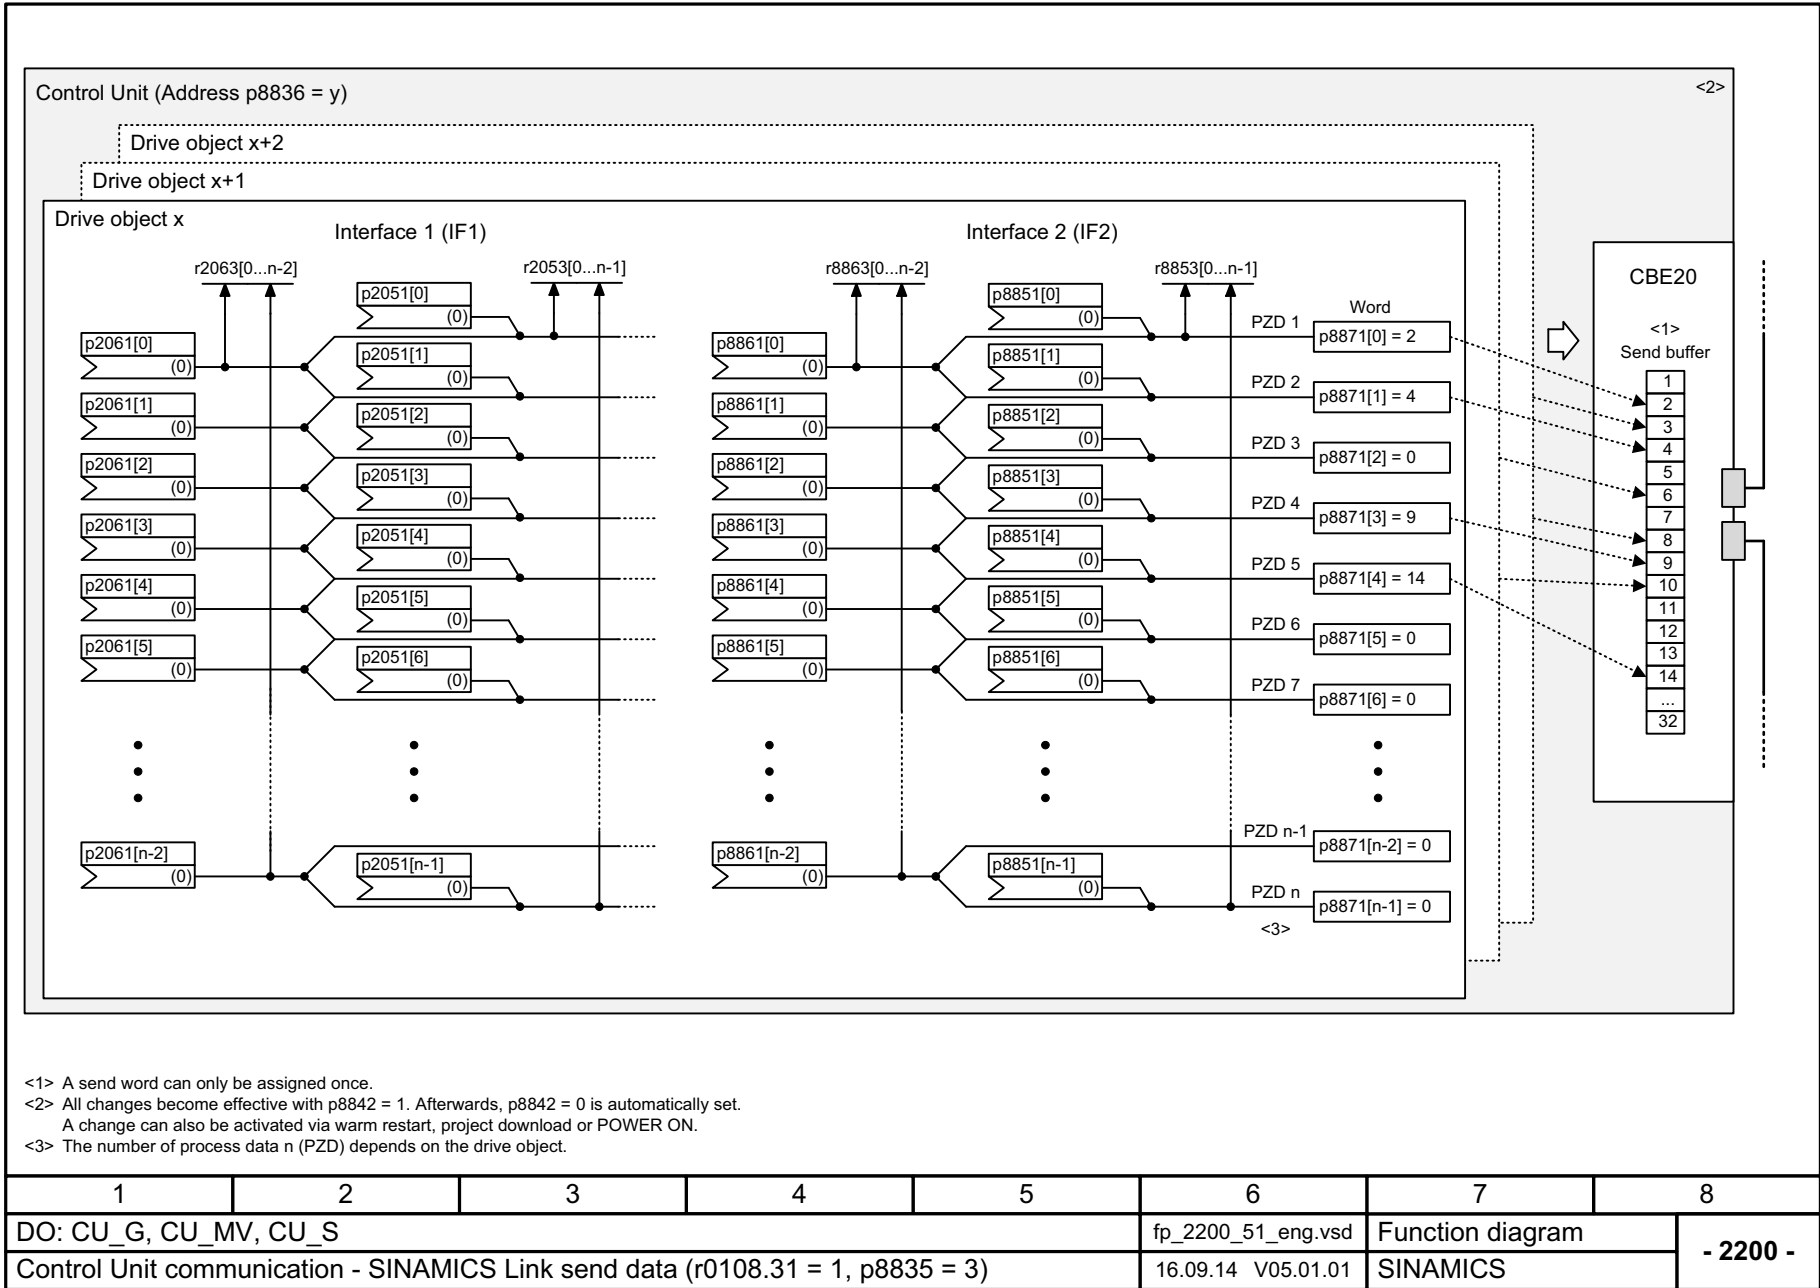 Control Unit (Address p8836 = y)
<2>
Drive object x+2
Drive object x+1
Drive object x
Interface 1 (IF1)
Interface 2 (IF2)
r2063[0...n-2]
r2053[0...n-1]
r8863[0...n-2]
r8853[0...n-1]
p2061[0]
(0)
p2061[1]
(0)
p2061[2]
(0)
p2061[3]
(0)
p2061[4]
(0)
p2061[5]
(0)
p2061[n-2]
(0)
p2051[0]
(0)
p2051[1]
(0)
p2051[2]
(0)
p2051[3]
(0)
p2051[4]
(0)
p2051[5]
(0)
p2051[6]
(0)
p2051[n-1]
(0)
p8861[0]
(0)
p8861[1]
(0)
p8861[2]
(0)
p8861[3]
(0)
p8861[4]
(0)
p8861[5]
(0)
p8861[n-2]
(0)
p8851[0]
(0)
p8851[1]
(0)
p8851[2]
(0)
p8851[3]
(0)
p8851[4]
(0)
p8851[5]
(0)
p8851[6]
(0)
p8851[n-1]
(0)
Word
PZD 1 p8871[0] = 2
PZD 2 p8871[1] = 4
PZD 3 p8871[2] = 0
PZD 4 p8871[3] = 9
PZD 5 p8871[4] = 14
PZD 6 p8871[5] = 0
PZD 7 p8871[6] = 0
PZD n-1 p8871[n-2] = 0
PZD n p8871[n-1] = 0
<3>
CBE20
<1>
Send buffer
1
2
3
4
5
6
7
8
9
10
11
12
13
14
...
32
<1> A send word can only be assigned once.
<2> All changes become effective with p8842 = 1. Afterwards, p8842 = 0 is automatically set.
A change can also be activated via warm restart, project download or POWER ON.
<3> The number of process data n (PZD) depends on the drive object.
1 2 3 4 5 6 7 8
DO: CU_G, CU_MV, CU_S fp_2200_51_eng.vsd Function diagram
- 2200 -
Control Unit communication - SINAMICS Link send data (r0108.31 = 1, p8835 = 3) 16.09.14 V05.01.01 SINAMICS